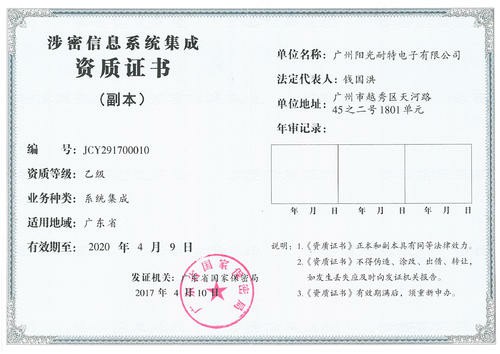 涉密信息系统集成
资质证书
（副本）
编 号：JCY291700010
资质等级：乙级
业务种类：系统集成
适用地域：广东省
有效期至：2020 年 4 月 9 日
发证机关：广东省国家保密局
2017 年 4 月 10 日
广东省国家保密局
单位名称：广州阳光耐特电子有限公司
法定代表人：钱国洪
单位地址：广州市越秀区天河路
45之二号 1801 单元
年审记录：
年 月 日 年 月 日 年 月 日
说明：1.《资质证书》正本和副本具有同等法律效力。
2.《资质证书》不得伪造、涂改、出借、转让，
如发生丢失应及时向发证机关报告。
3.《资质证书》有效期满后，须重新申办。